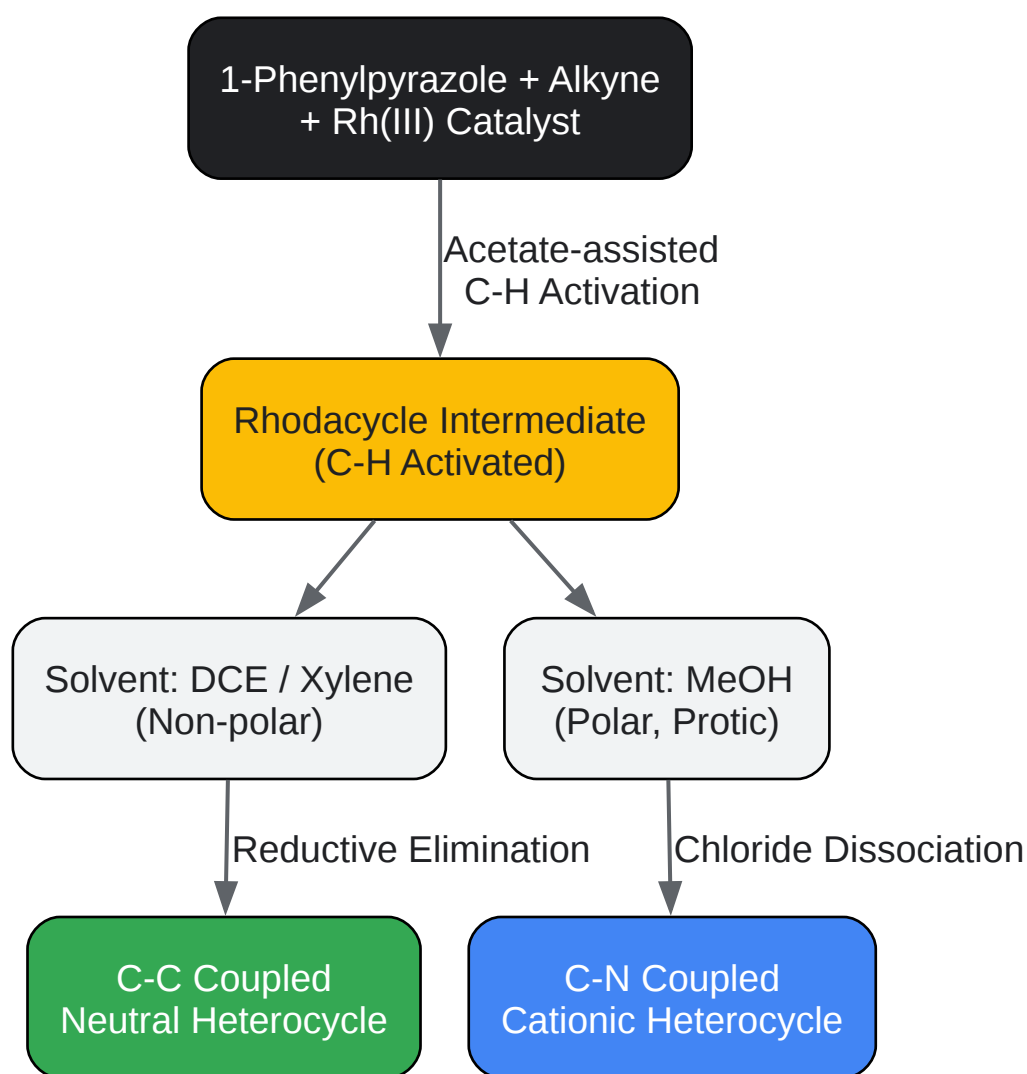 1-Phenylpyrazole + Alkyne
+ Rh(III) Catalyst
Acetate-assisted
C-H Activation
Rhodacycle Intermediate
(C-H Activated)
Solvent: DCE / Xylene
(Non-polar)
Solvent: MeOH
(Polar, Protic)
Reductive Elimination
Chloride Dissociation
C-C Coupled
Neutral Heterocycle
C-N Coupled
Cationic Heterocycle